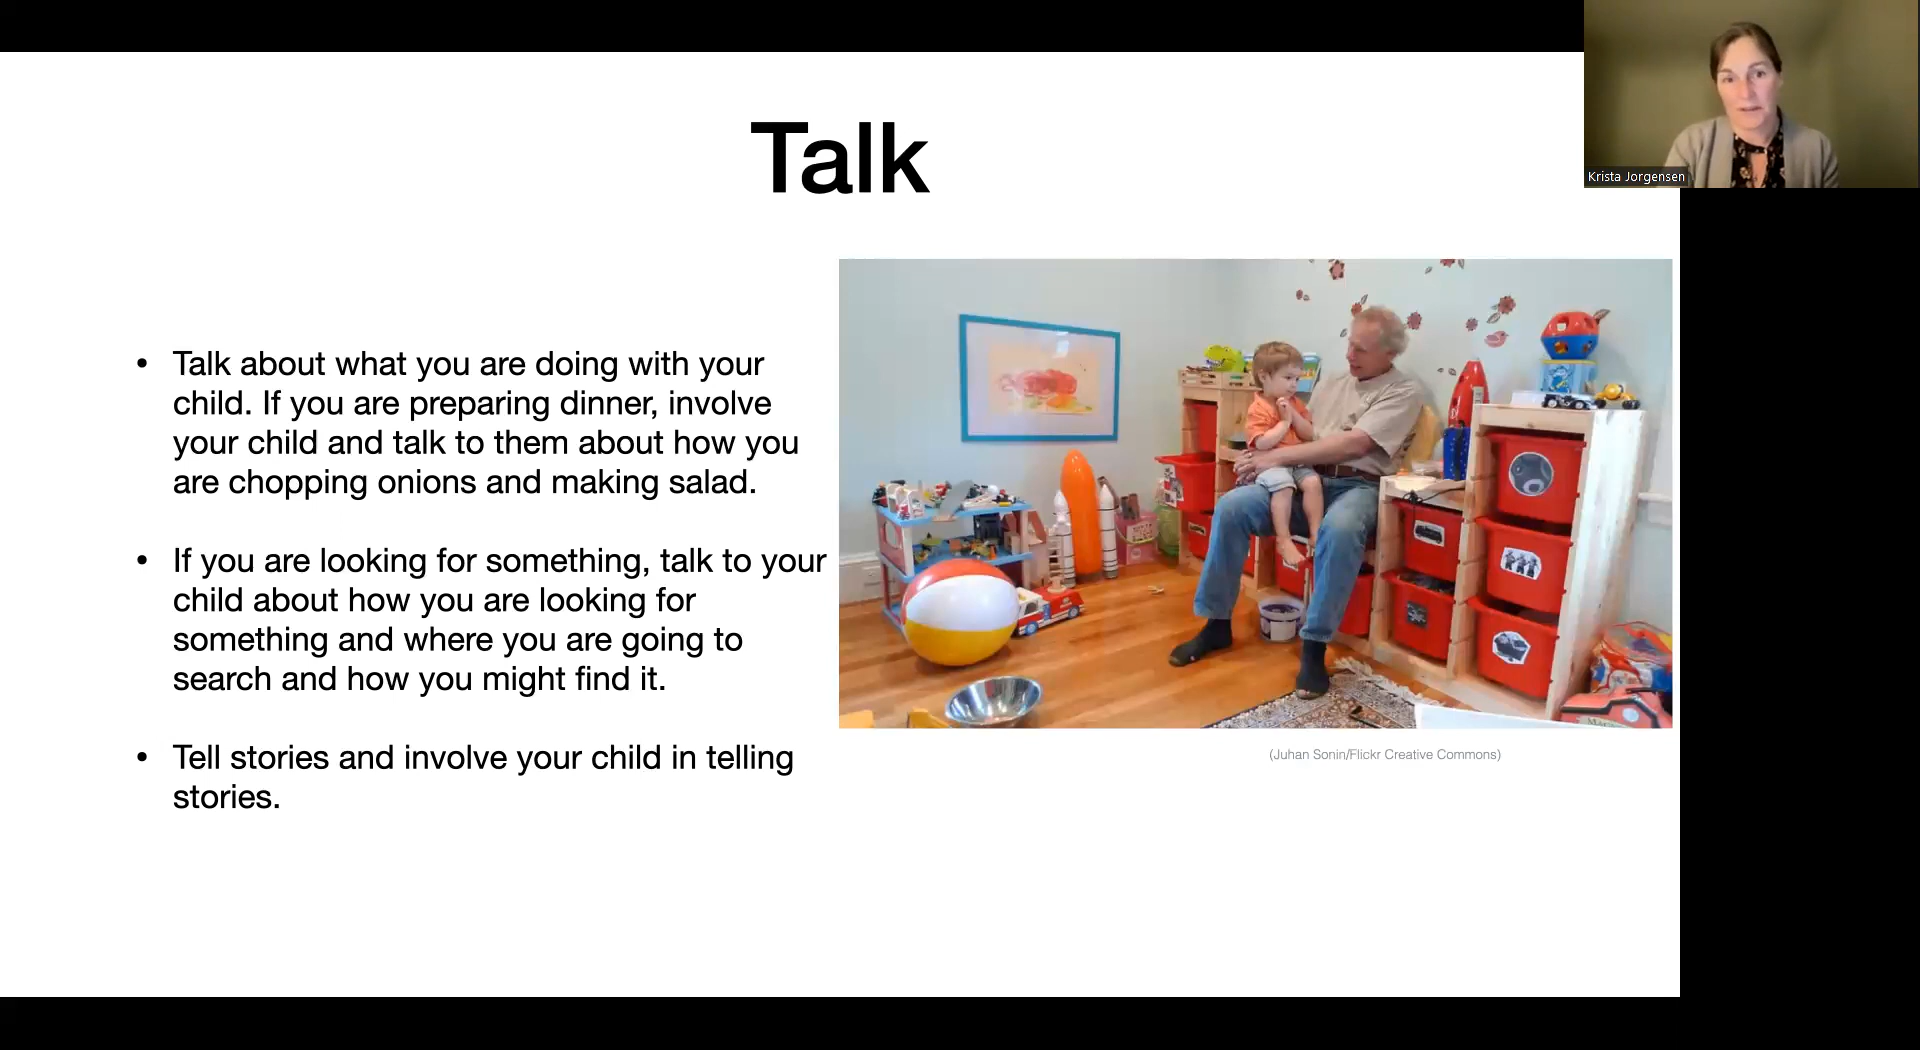 Talk
Krista Jorgensen
• Talk about what you are doing with your
child. If you are preparing dinner, involve
your child and talk to them about how you
are chopping onions and making salad.
• If you are looking for something, talk to your
child about how you are looking for
something and where you are going to
search and how you might find it.
• Tell stories and involve your child in telling
stories.
(Juhan Sonin/Flickr Creative Commons)